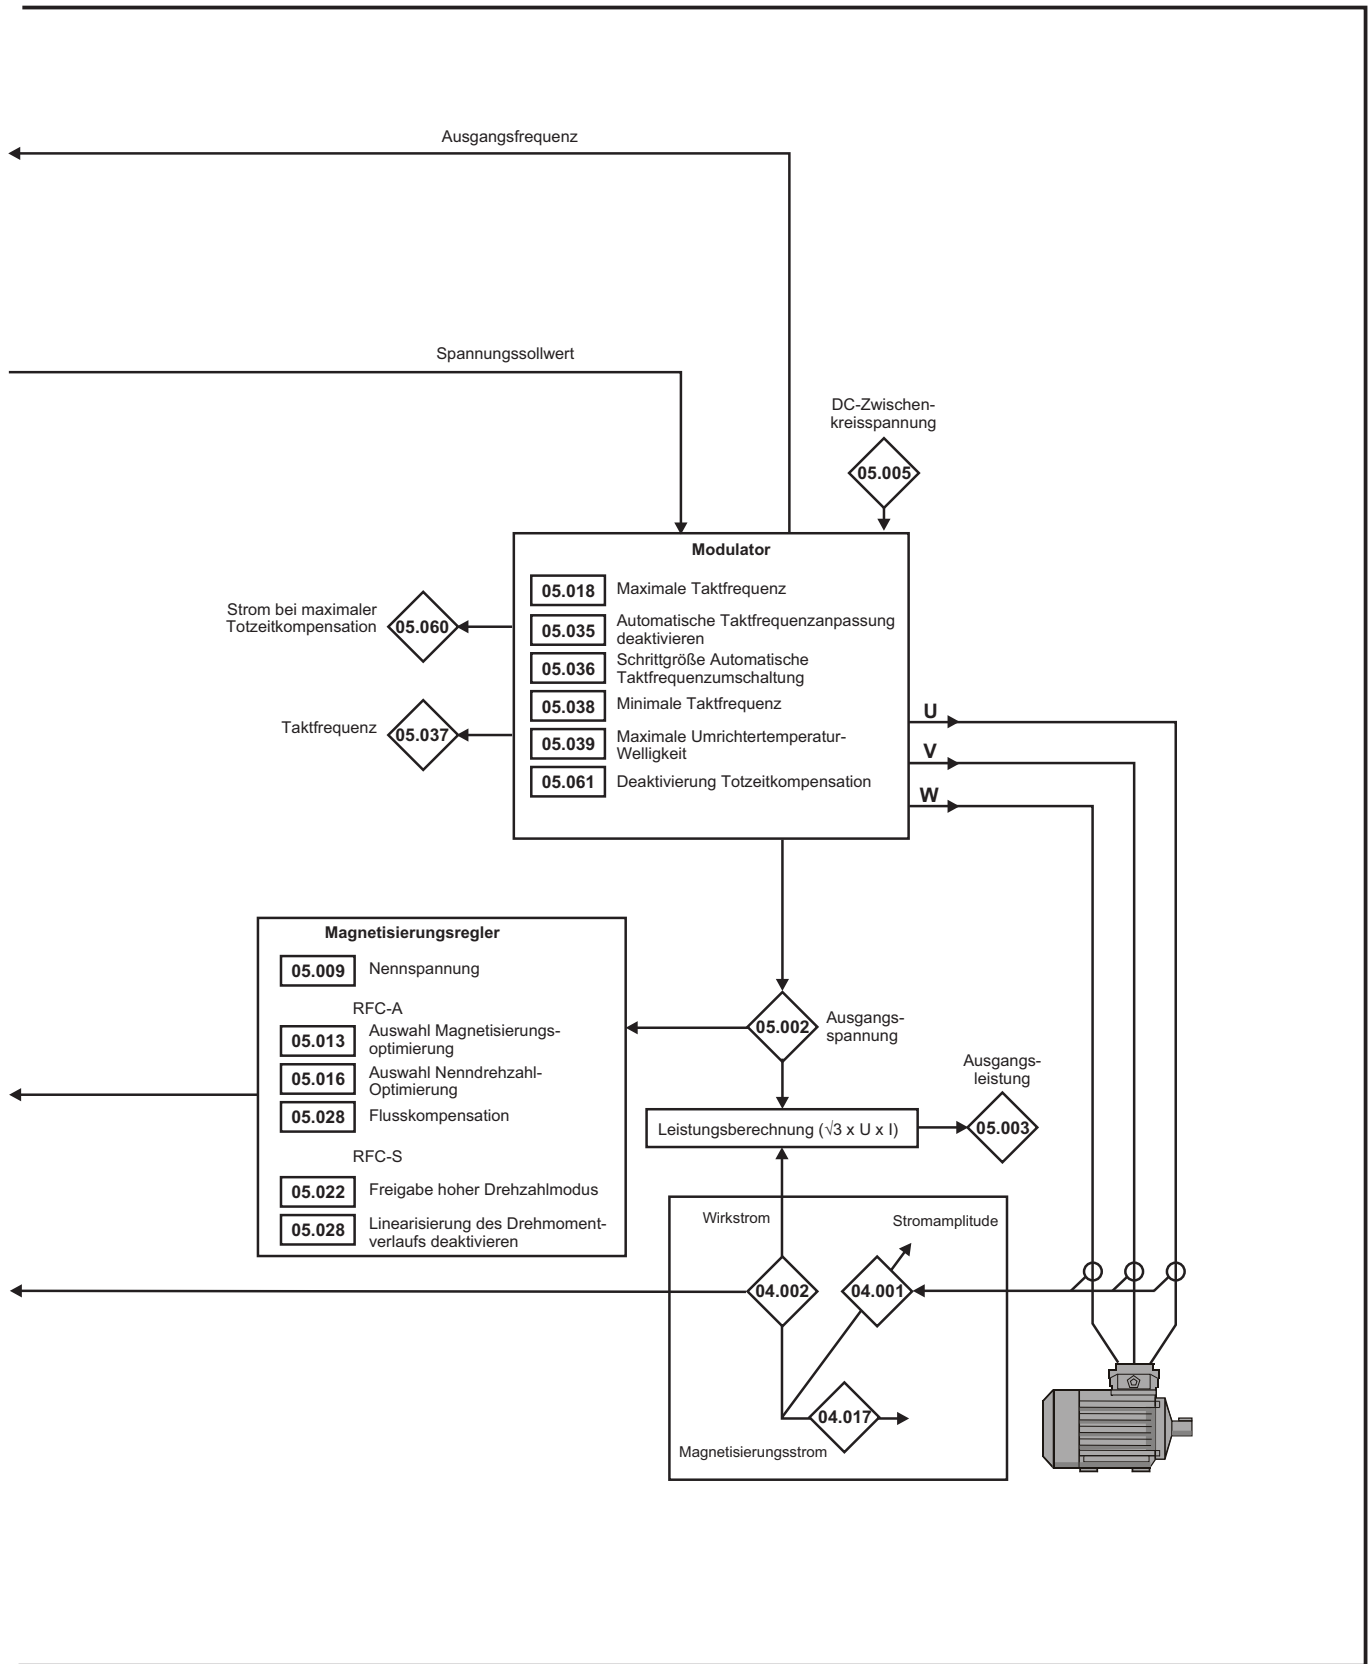 Ausgangsfrequenz
Spannungssollwert
DC-Zwischen-
kreisspannung
05.005
Modulator
05.018 Maximale Taktfrequenz
05.035 Automatische Taktfrequenzanpassung
deaktivieren
05.036 Schrittgröße Automatische
Taktfrequenzumschaltung
05.038 Minimale Taktfrequenz
05.039 Maximale Umrichtertemperatur-
Welligkeit
05.061 Deaktivierung Totzeitkompensation
Strom bei maximaler
Totzeitkompensation
05.060
Taktfrequenz
05.037
U
V
W
Magnetisierungsregler
05.009 Nennspannung
RFC-A
05.013 Auswahl Magnetisierungs-
optimierung
05.016 Auswahl Nenndrehzahl-
Optimierung
05.028 Flusskompensation
RFC-S
05.022 Freigabe hoher Drehzahlmodus
05.028 Linearisierung des Drehmoment-
verlaufs deaktivieren
05.002
Ausgangs-
spannung
Ausgangs-
leistung
05.003
Leistungsberechnung (√3 x U x I)
Wirkstrom
Stromamplitude
04.002
04.001
04.017
Magnetisierungsstrom